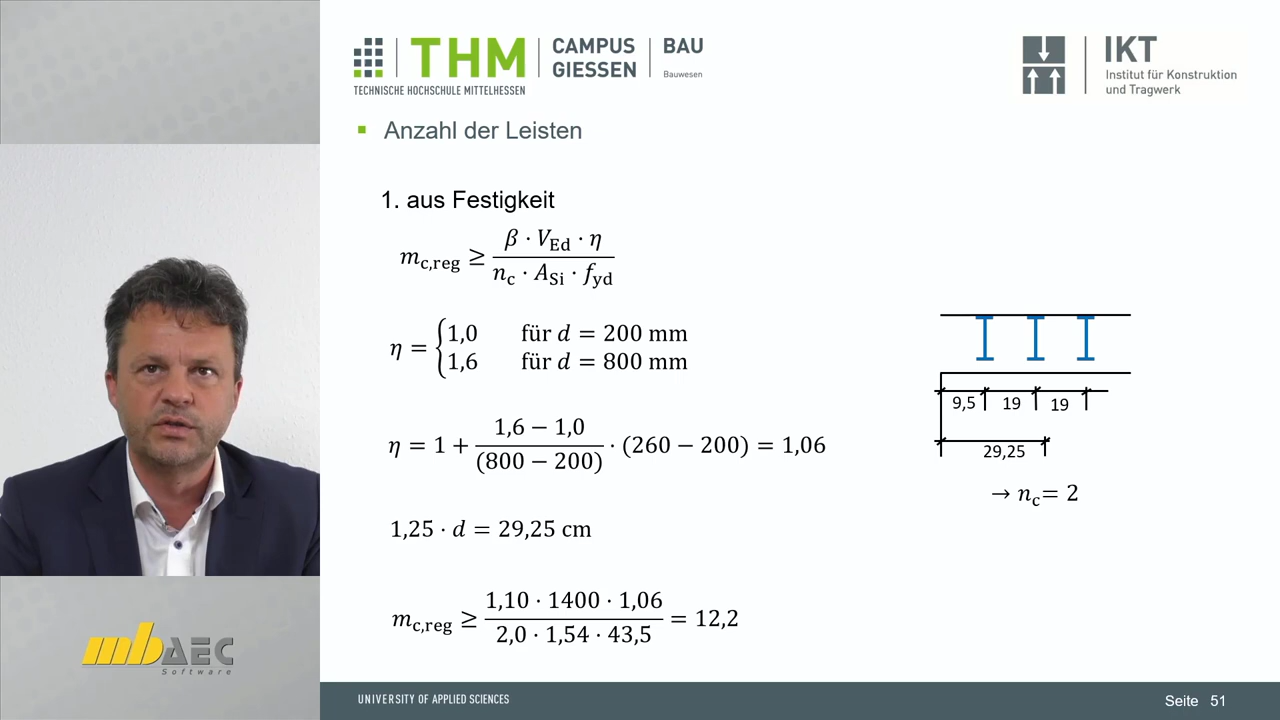 THM
CAMPUS
GIESSEN
BAU
Bauwesen
TECHNISCHE HOCHSCHULE MITTELHESSEN
IKT
Institut für Konstruktion
und Tragwerk
▪ Anzahl der Leisten
1. aus Festigkeit
m_c,reg ≥ (β · V_Ed · η) / (n_c · A_Si · f_yd)
η = { 1,0 für d = 200 mm
1,6 für d = 800 mm
η = 1 + (1,6 − 1,0) / (800 − 200) · (260 − 200) = 1,06
1,25 · d = 29,25 cm
m_c,reg ≥ (1,10 · 1400 · 1,06) / (2,0 · 1,54 · 43,5) = 12,2
9,5 19 19
29,25
→ n_c = 2
mb AEC
Software
UNIVERSITY OF APPLIED SCIENCES
Seite 51